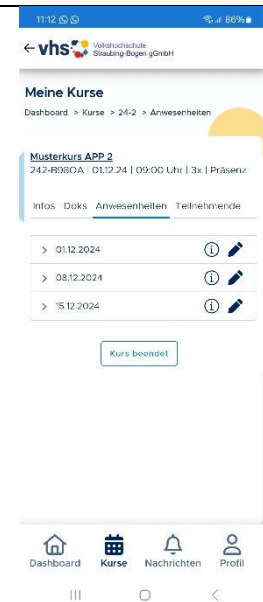 11:12 86%
← vhs Volkshochschule
Straubing-Bogen gGmbH
Meine Kurse
Dashboard > Kurse > 24-2 > Anwesenheiten
Musterkurs APP 2
242-B980A | 01.12.24 | 09:00 Uhr | 3x | Präsenz
Infos Doks Anwesenheiten Teilnehmende
> 01.12.2024
> 08.12.2024
> 15.12.2024
Kurs beendet
Dashboard Kurse Nachrichten Profil